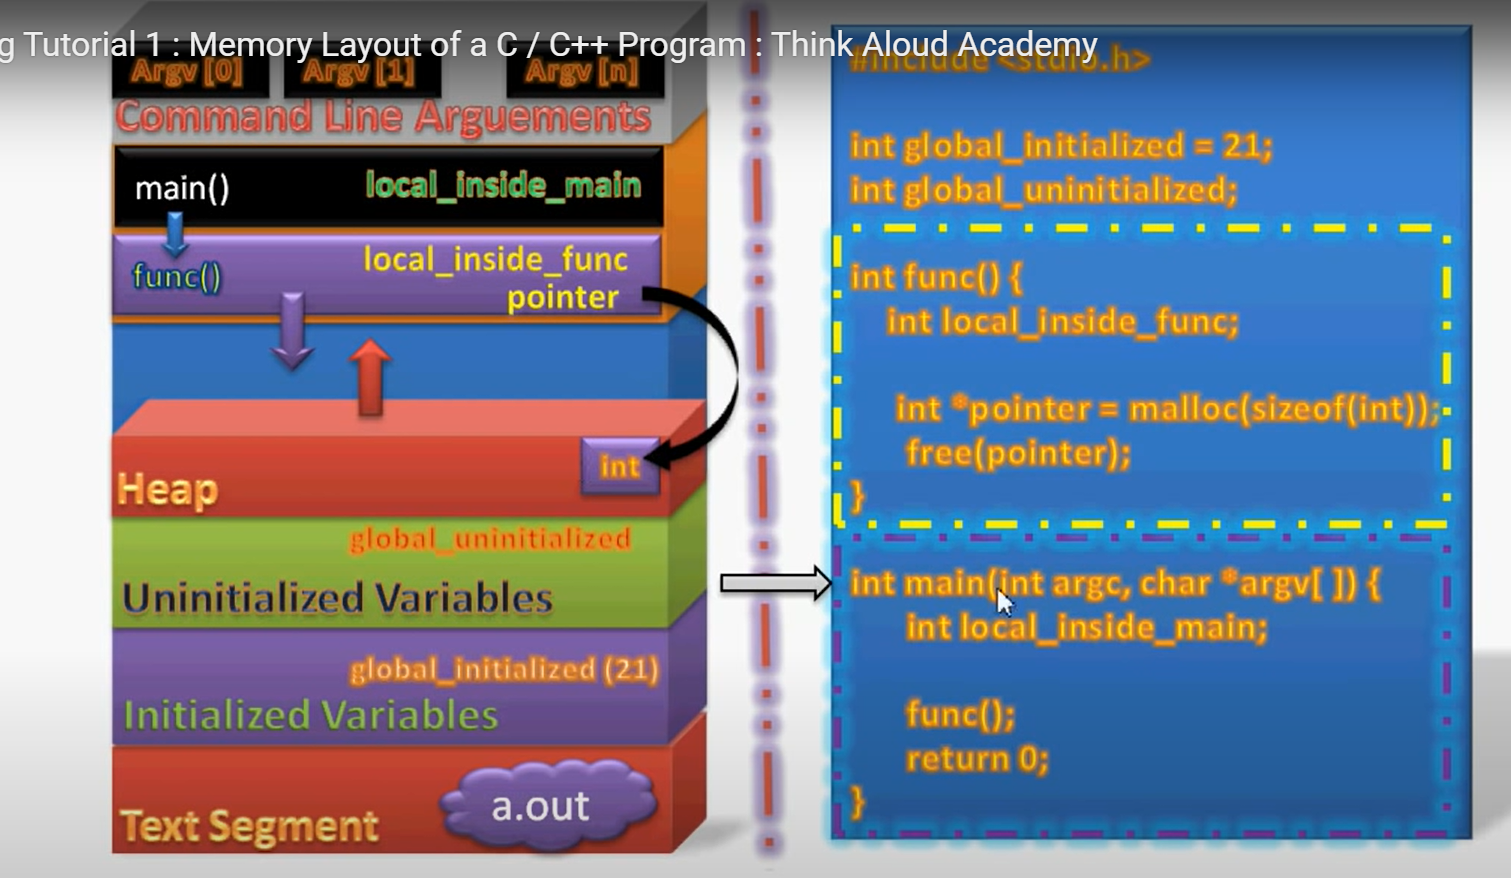 g Tutorial 1 : Memory Layout of a C / C++ Program : Think Aloud Academy
Argv [0] Argv [1] Argv [n]
Command Line Arguements
main() local_inside_main
func() local_inside_func
pointer
int
Heap
global_uninitialized
Uninitialized Variables
global_initialized (21)
Initialized Variables
a.out
Text Segment
#include <stdio.h>
int global_initialized = 21;
int global_uninitialized;
int func() {
int local_inside_func;
int *pointer = malloc(sizeof(int));
free(pointer);
}
int main(int argc, char *argv[ ]) {
int local_inside_main;
func();
return 0;
}